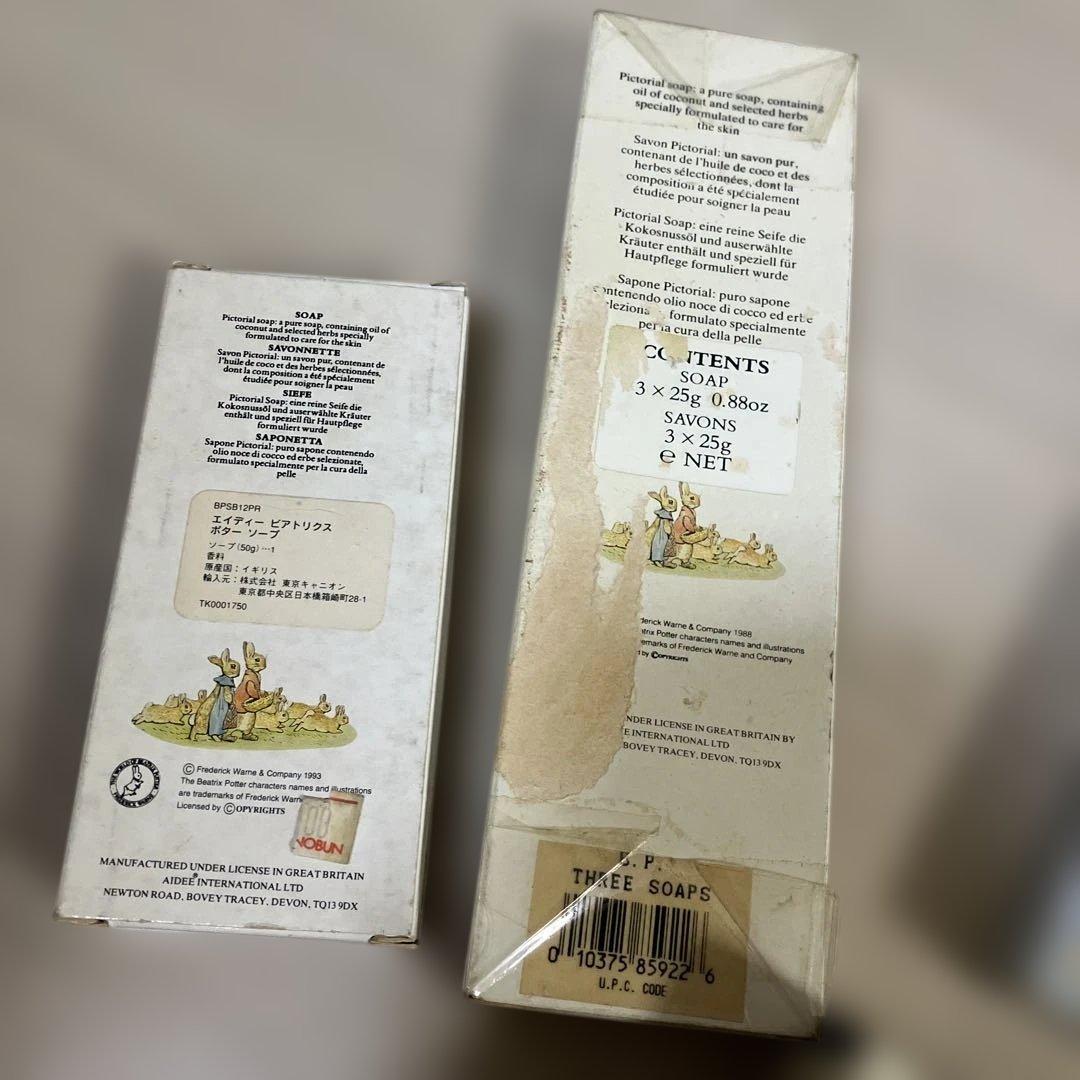 SOAP
Pictorial soap: a pure soap, containing oil of
coconut and selected herbs specially
formulated to care for the skin
SAVONNETTE
Savon Pictorial: un savon pur, contenant de
l'huile de coco et des herbes sélectionnées,
dont la composition a été spécialement
étudiée pour soigner la peau
SIEFE
Pictorial Soap: eine reine Seife die
Kokosnussöl und auserwählte Kräuter
enthält und speziell für Hautpflege
formuliert wurde
SAPONETTA
Sapone Pictorial: puro sapone contenendo
olio noce di cocco ed erbe selezionate,
formulato specialmente per la cura della
pelle
BPSB12PR
エイディー ビアトリクス
ポター ソープ
ソープ(50g)…1
香料
原産国:イギリス
輸入元:株式会社 東京キャニオン
東京都中央区日本橋箱崎町28-1
TK0001750
© Frederick Warne & Company 1993
The Beatrix Potter characters names and illustrations
are trademarks of Frederick Warn
Licensed by ©OPYRIGHTS
NOBUN
MANUFACTURED UNDER LICENSE IN GREAT BRITAIN
AIDEE® INTERNATIONAL LTD
NEWTON ROAD, BOVEY TRACEY, DEVON, TQ13 9DX
Pictorial soap: a pure soap, containing
oil of coconut and selected herbs
specially formulated to care for
the skin
Savon Pictorial: un savon pur,
contenant de l'huile de coco et des
herbes sélectionnées, dont la
composition a été spécialement
étudiée pour soigner la peau
Pictorial Soap: eine reine Seife die
Kokosnussöl und auserwählte
Kräuter enthält und speziell für
Hautpflege formuliert wurde
Sapone Pictorial: puro sapone
contenendo olio noce di cocco ed erbe
formulato specialmente
per la cura della pelle
CONTENTS
SOAP
3 × 25g 0.88oz
SAVONS
3 × 25g
℮ NET
derick Warne & Company 1988
eatrix Potter characters names and illustrations
emarks of Frederick Warne and Company
d by ©OPYRIGHTS
NDER LICENSE IN GREAT BRITAIN BY
E INTERNATIONAL LTD
BOVEY TRACEY, DEVON, TQ13 9DX
B. P.
THREE SOAPS
0 10375 85922 6
U.P.C. CODE